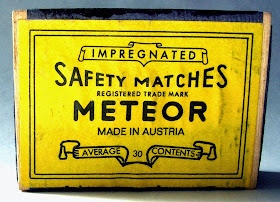 IMPREGNATED
SAFETY MATCHES
REGISTERED TRADE MARK
METEOR
MADE IN AUSTRIA
AVERAGE 30 CONTENTS